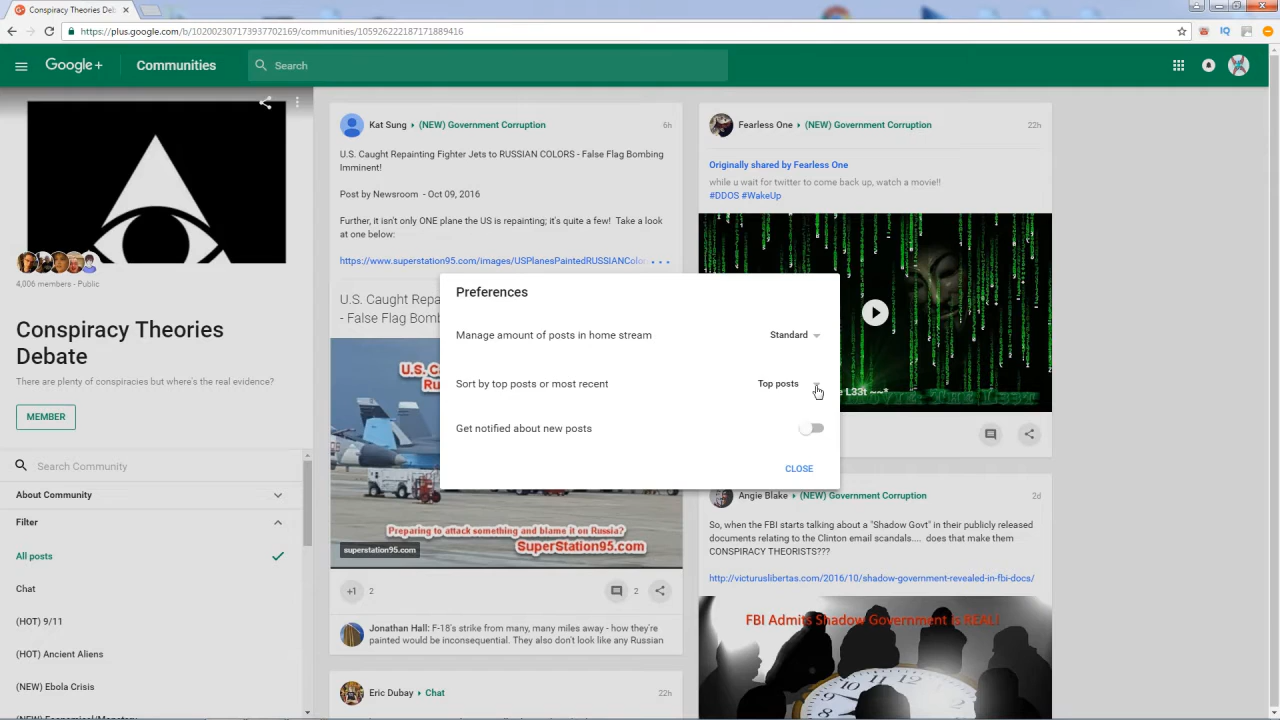 Conspiracy Theories Deb
https://plus.google.com/b/102002307173937702169/communities/105926222187171889416
Google+
Communities
Search
4,006 members - Public
Conspiracy Theories
Debate
There are plenty of conspiracies but where's the real evidence?
MEMBER
Search Community
About Community
Filter
All posts
Chat
(HOT) 9/11
(HOT) Ancient Aliens
(NEW) Ebola Crisis
(NEW) Economical/Monetary
Kat Sung ▸ (NEW) Government Corruption
6h
U.S. Caught Repainting Fighter Jets to RUSSIAN COLORS - False Flag Bombing
Imminent!
Post by Newsroom - Oct 09, 2016
Further, it isn't only ONE plane the US is repainting; it's quite a few! Take a look
at one below:
https://www.superstation95.com/images/USPlanesPaintedRUSSIANColo
U.S. Caught Repa
- False Flag Bomb
U.S. C
Ru
Preparing to attack something and blame it on Russia?
SuperStation95.com
superstation95.com
+1
2
2
Jonathan Hall: F-18's strike from many, many miles away - how they're
painted would be inconsequential. They also don't look like any Russian
Eric Dubay ▸ Chat
22h
Preferences
Manage amount of posts in home stream
Standard
Sort by top posts or most recent
Top posts
Get notified about new posts
CLOSE
Fearless One ▸ (NEW) Government Corruption
22h
Originally shared by Fearless One
while u wait for twitter to come back up, watch a movie!!
#DDOS #WakeUp
L33t ~~*
Angie Blake ▸ (NEW) Government Corruption
2d
So, when the FBI starts talking about a "Shadow Govt" in their publicly released
documents relating to the Clinton email scandals.... does that make them
CONSPIRACY THEORISTS???
http://victuruslibertas.com/2016/10/shadow-government-revealed-in-fbi-docs/
FBI Admits Shadow Government is REAL!